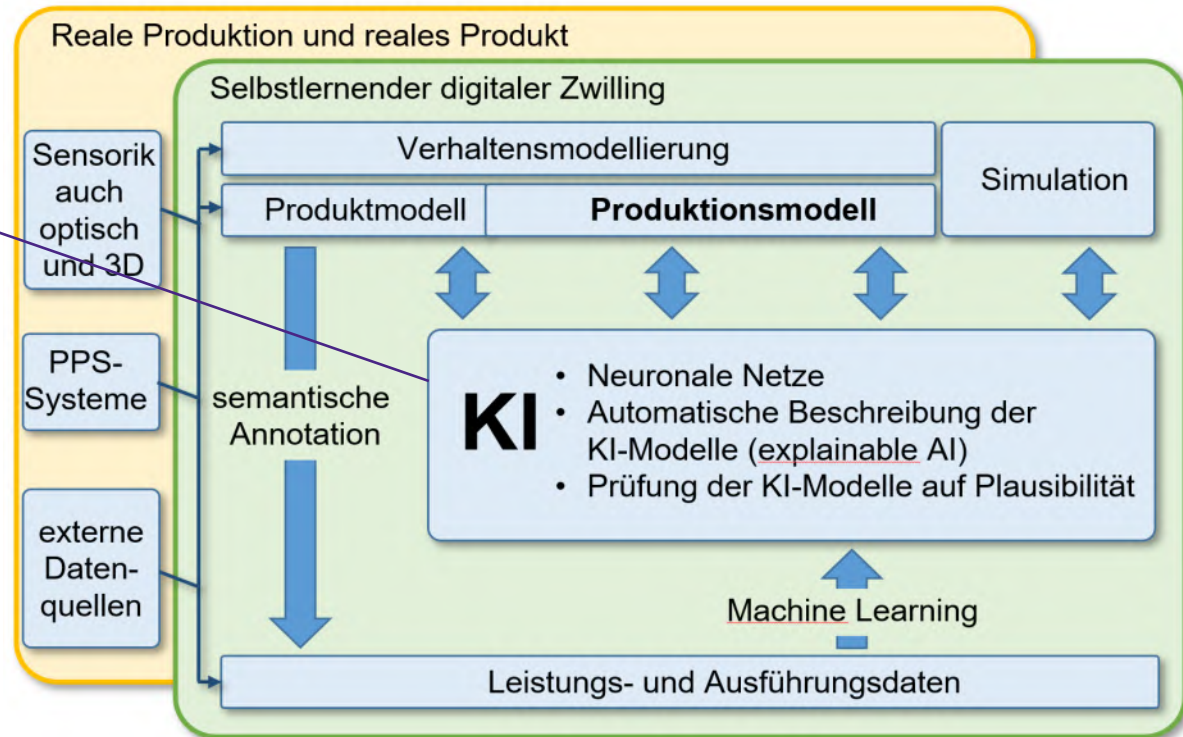 Reale Produktion und reales Produkt
Selbstlernender digitaler Zwilling
Sensorik
auch
optisch
und 3D
PPS-
Systeme
externe
Daten-
quellen
Verhaltensmodellierung
Produktmodell
Produktionsmodell
Simulation
semantische
Annotation
KI
• Neuronale Netze
• Automatische Beschreibung der
KI-Modelle (explainable AI)
• Prüfung der KI-Modelle auf Plausibilität
Machine Learning
Leistungs- und Ausführungsdaten